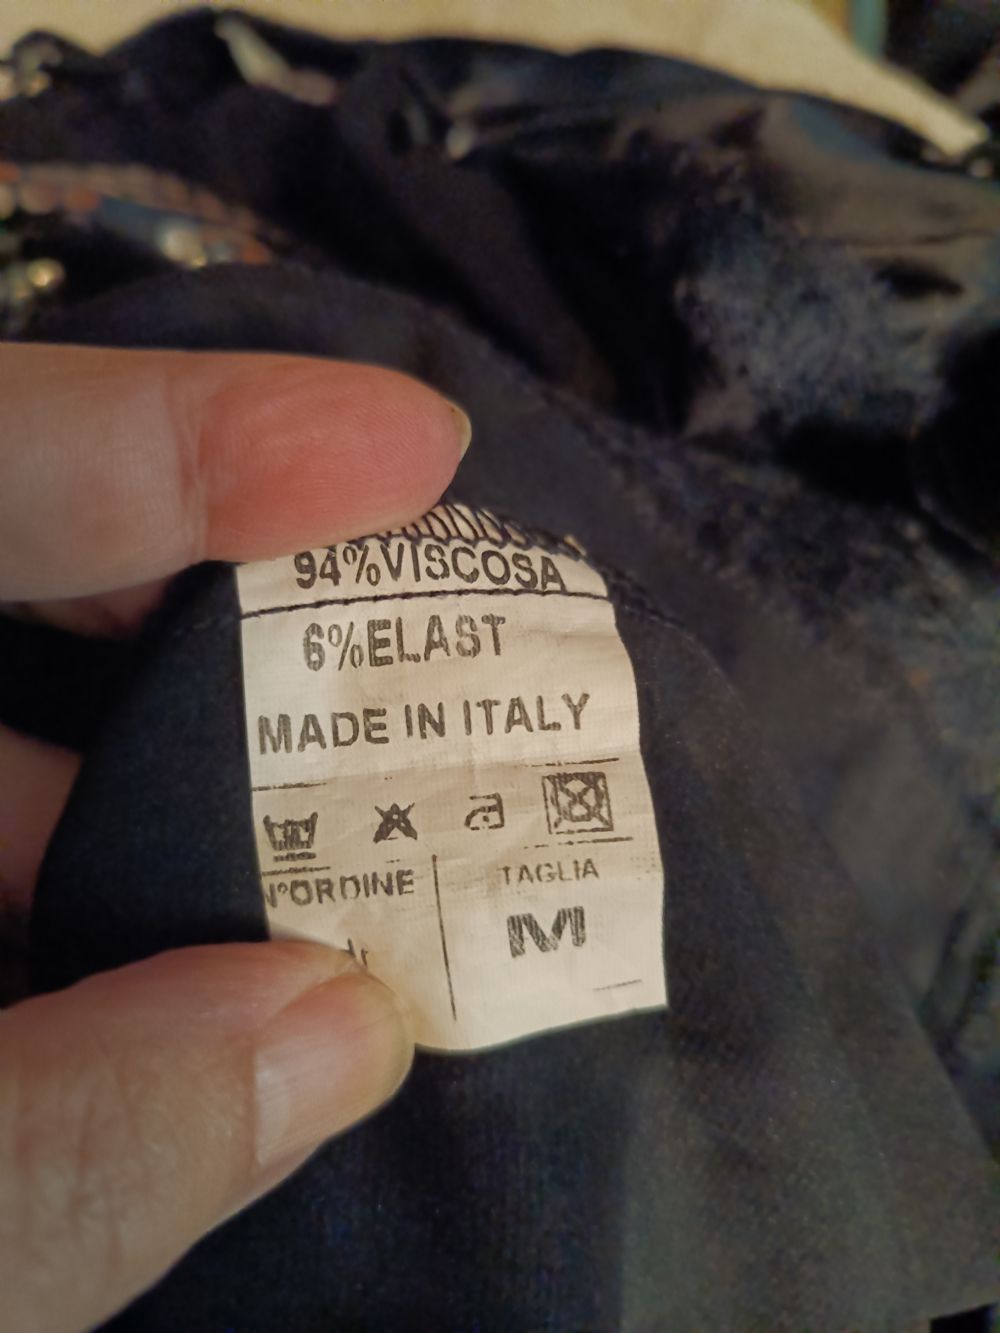 94%VISCOSA
6%ELAST
MADE IN ITALY
N°ORDINE
TAGLIA
M